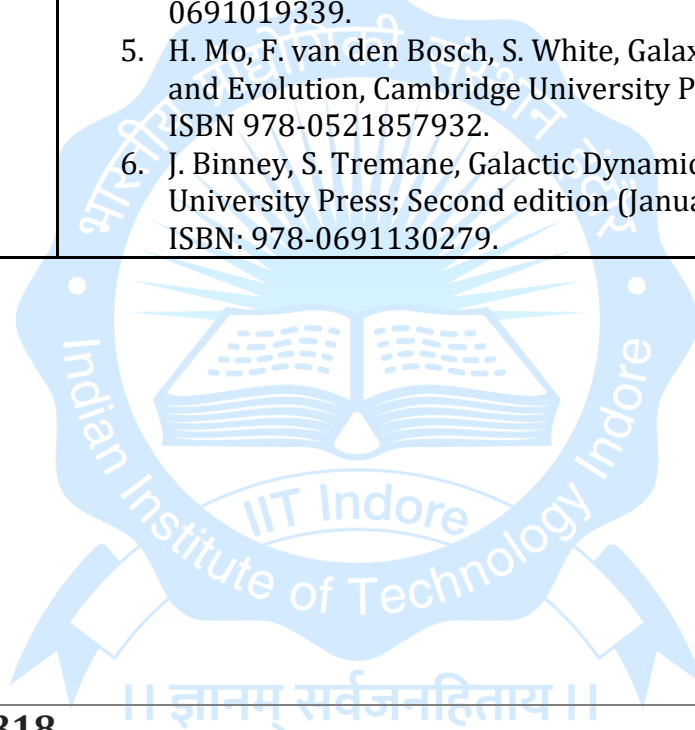 0691019339.
5. H. Mo, F. van den Bosch, S. White, Galax
and Evolution, Cambridge University P
ISBN 978-0521857932.
6. J. Binney, S. Tremane, Galactic Dynamic
University Press; Second edition (Janua
ISBN: 978-0691130279.
भारतीय प्रौद्योगिकी संस्थान इंदौर
Indian Institute of Technology Indore
IIT Indore
।। ज्ञानम् सर्वजनहिताय ।।
318